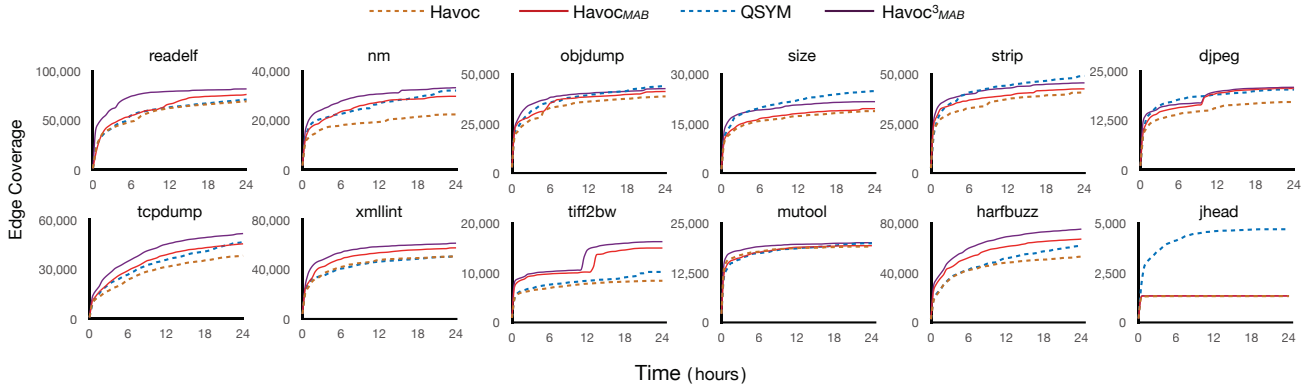 Havoc Havoc_MAB QSYM Havoc³_MAB
readelf nm objdump size strip djpeg
100,000 40,000 50,000 30,000 50,000 25,000
50,000 20,000 25,000 15,000 25,000 12,500
0 0 0 0 0 0
0 6 12 18 24 0 6 12 18 24 0 6 12 18 24 0 6 12 18 24 0 6 12 18 24 0 6 12 18 24
Edge Coverage
tcpdump xmllint tiff2bw mutool harfbuzz jhead
60,000 80,000 20,000 25,000 80,000 5,000
30,000 40,000 10,000 12,500 40,000 2,500
0 0 0 0 0 0
0 6 12 18 24 0 6 12 18 24 0 6 12 18 24 0 6 12 18 24 0 6 12 18 24 0 6 12 18 24
Time (hours)